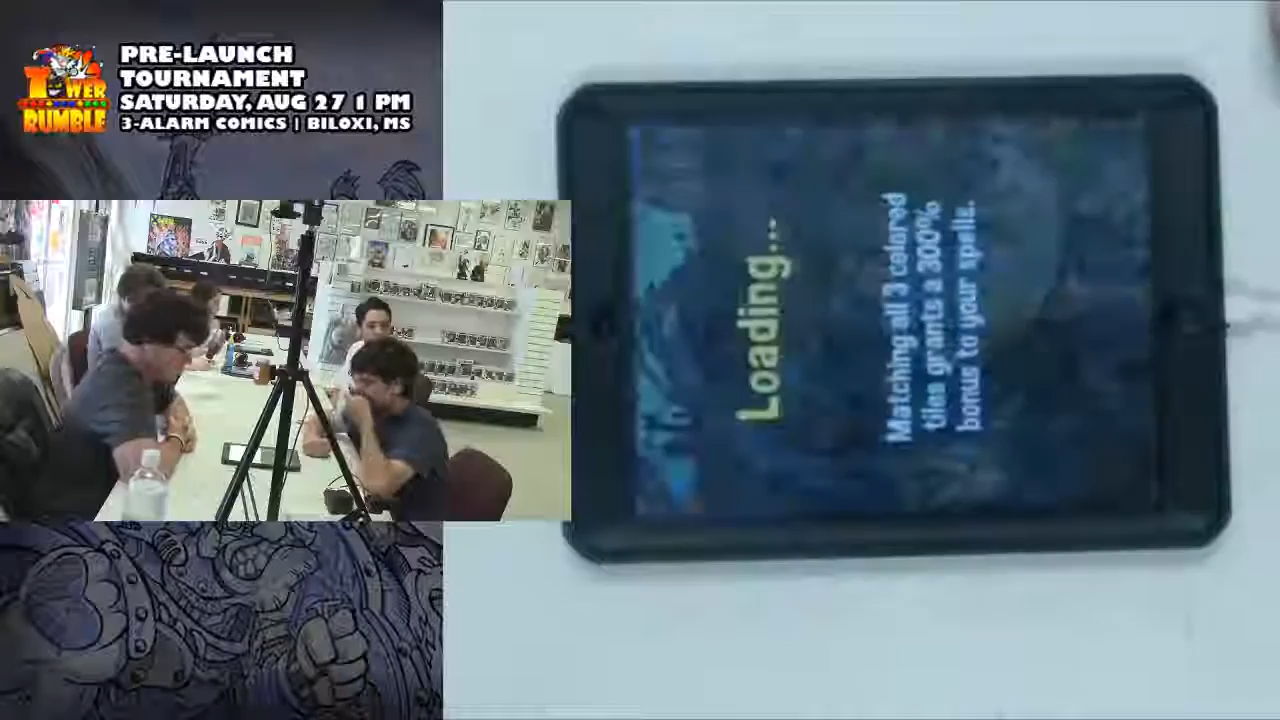 TOWER
RUMBLE
PRE-LAUNCH
TOURNAMENT
SATURDAY, AUG 27 1 PM
3-ALARM COMICS | BILOXI, MS
Loading...
Matching all 3 colored
tiles grants a 300%
bonus to your spells.